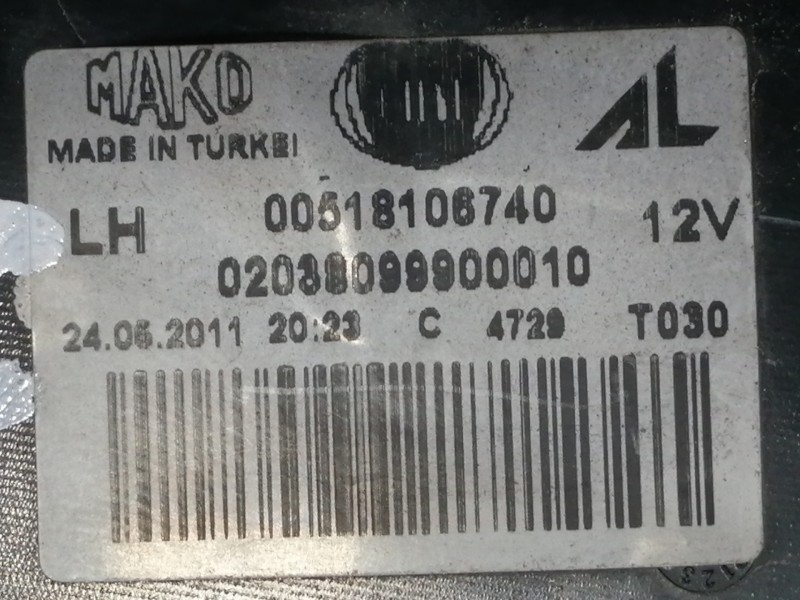 MAKO
AL
MADE IN TURKEI
LH
00518106740
12V
02038099900010
24.06.2011 20:23 C 4729 T030